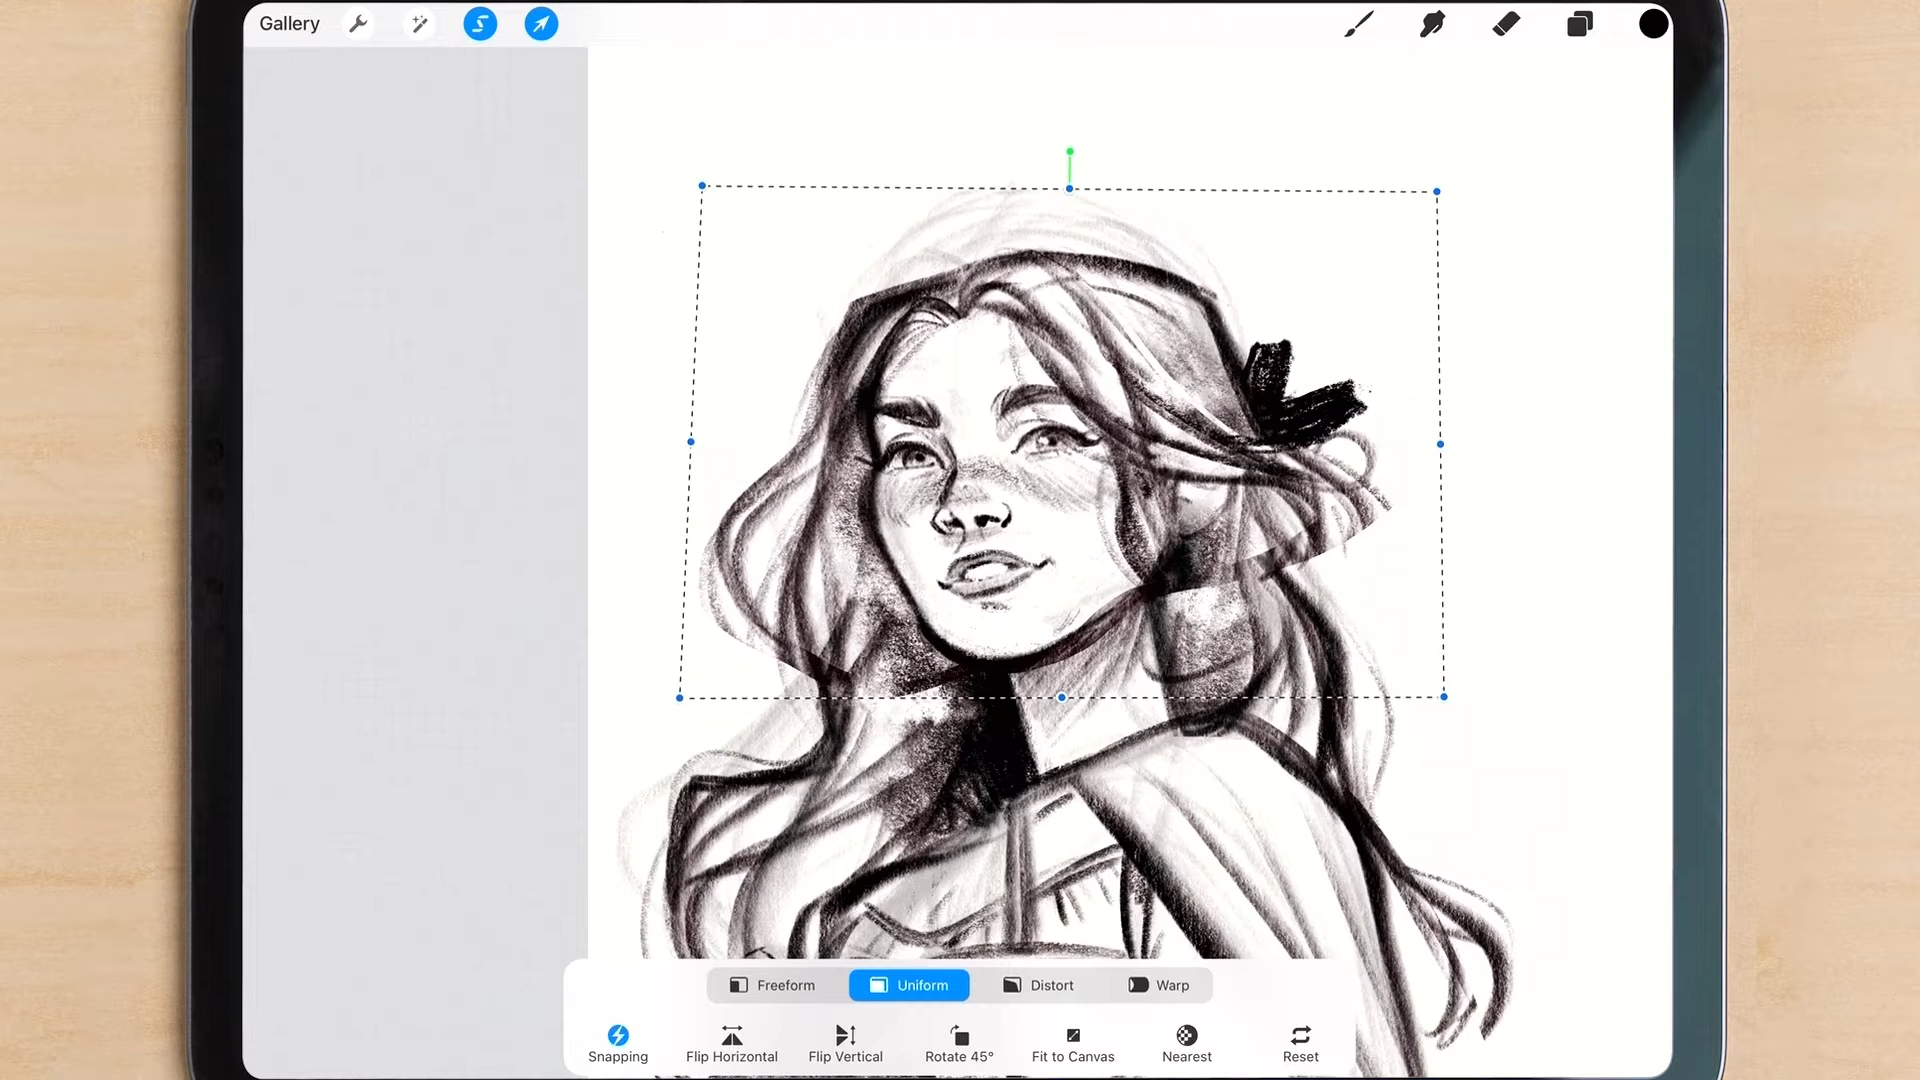 Gallery
Freeform Uniform Distort Warp
Snapping Flip Horizontal Flip Vertical Rotate 45° Fit to Canvas Nearest Reset